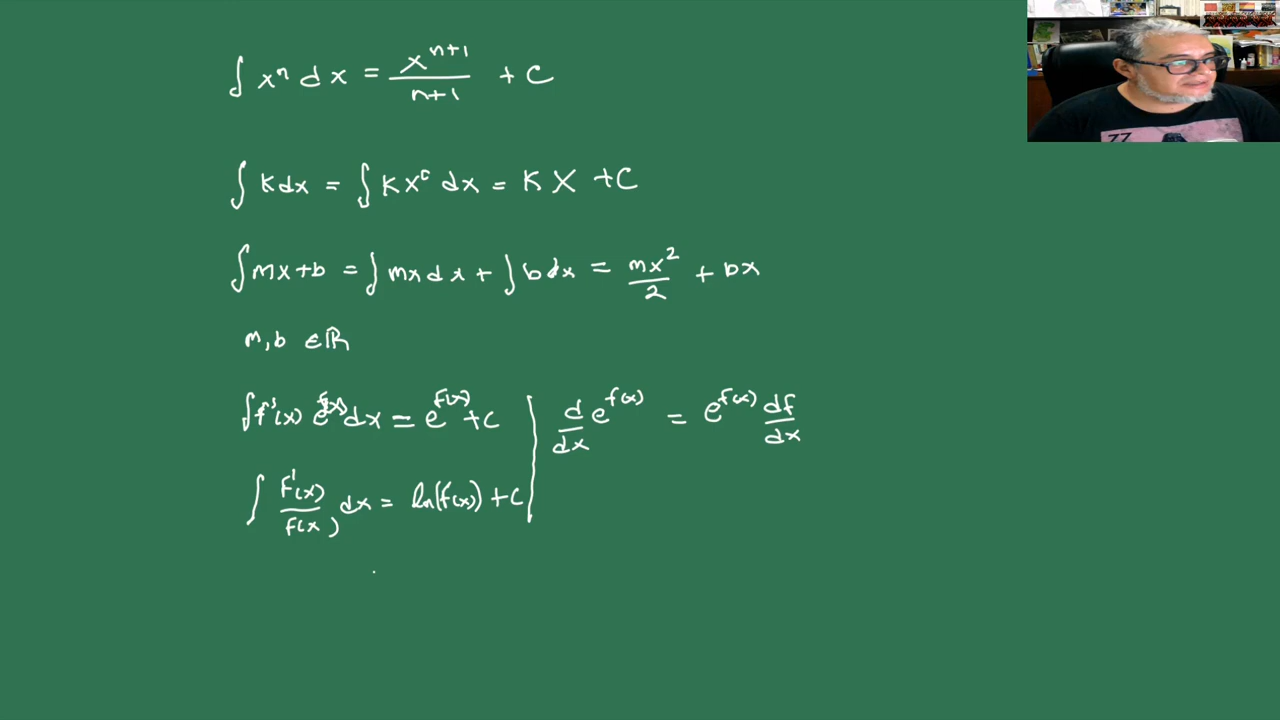 ∫ xⁿ dx = xⁿ⁺¹/(n+1) + C
∫ K dx = ∫ K X⁰ dx = K X + C
∫ mx + b = ∫ mx dx + ∫ b dx = mx²/2 + bx
m, b ∈ ℝ
∫ f'(x) e^{f(x)} dx = e^{f(x)} + C | d/dx e^{f(x)} = e^{f(x)} df/dx
∫ f'(x)/f(x) dx = ln(f(x)) + C
ZZ